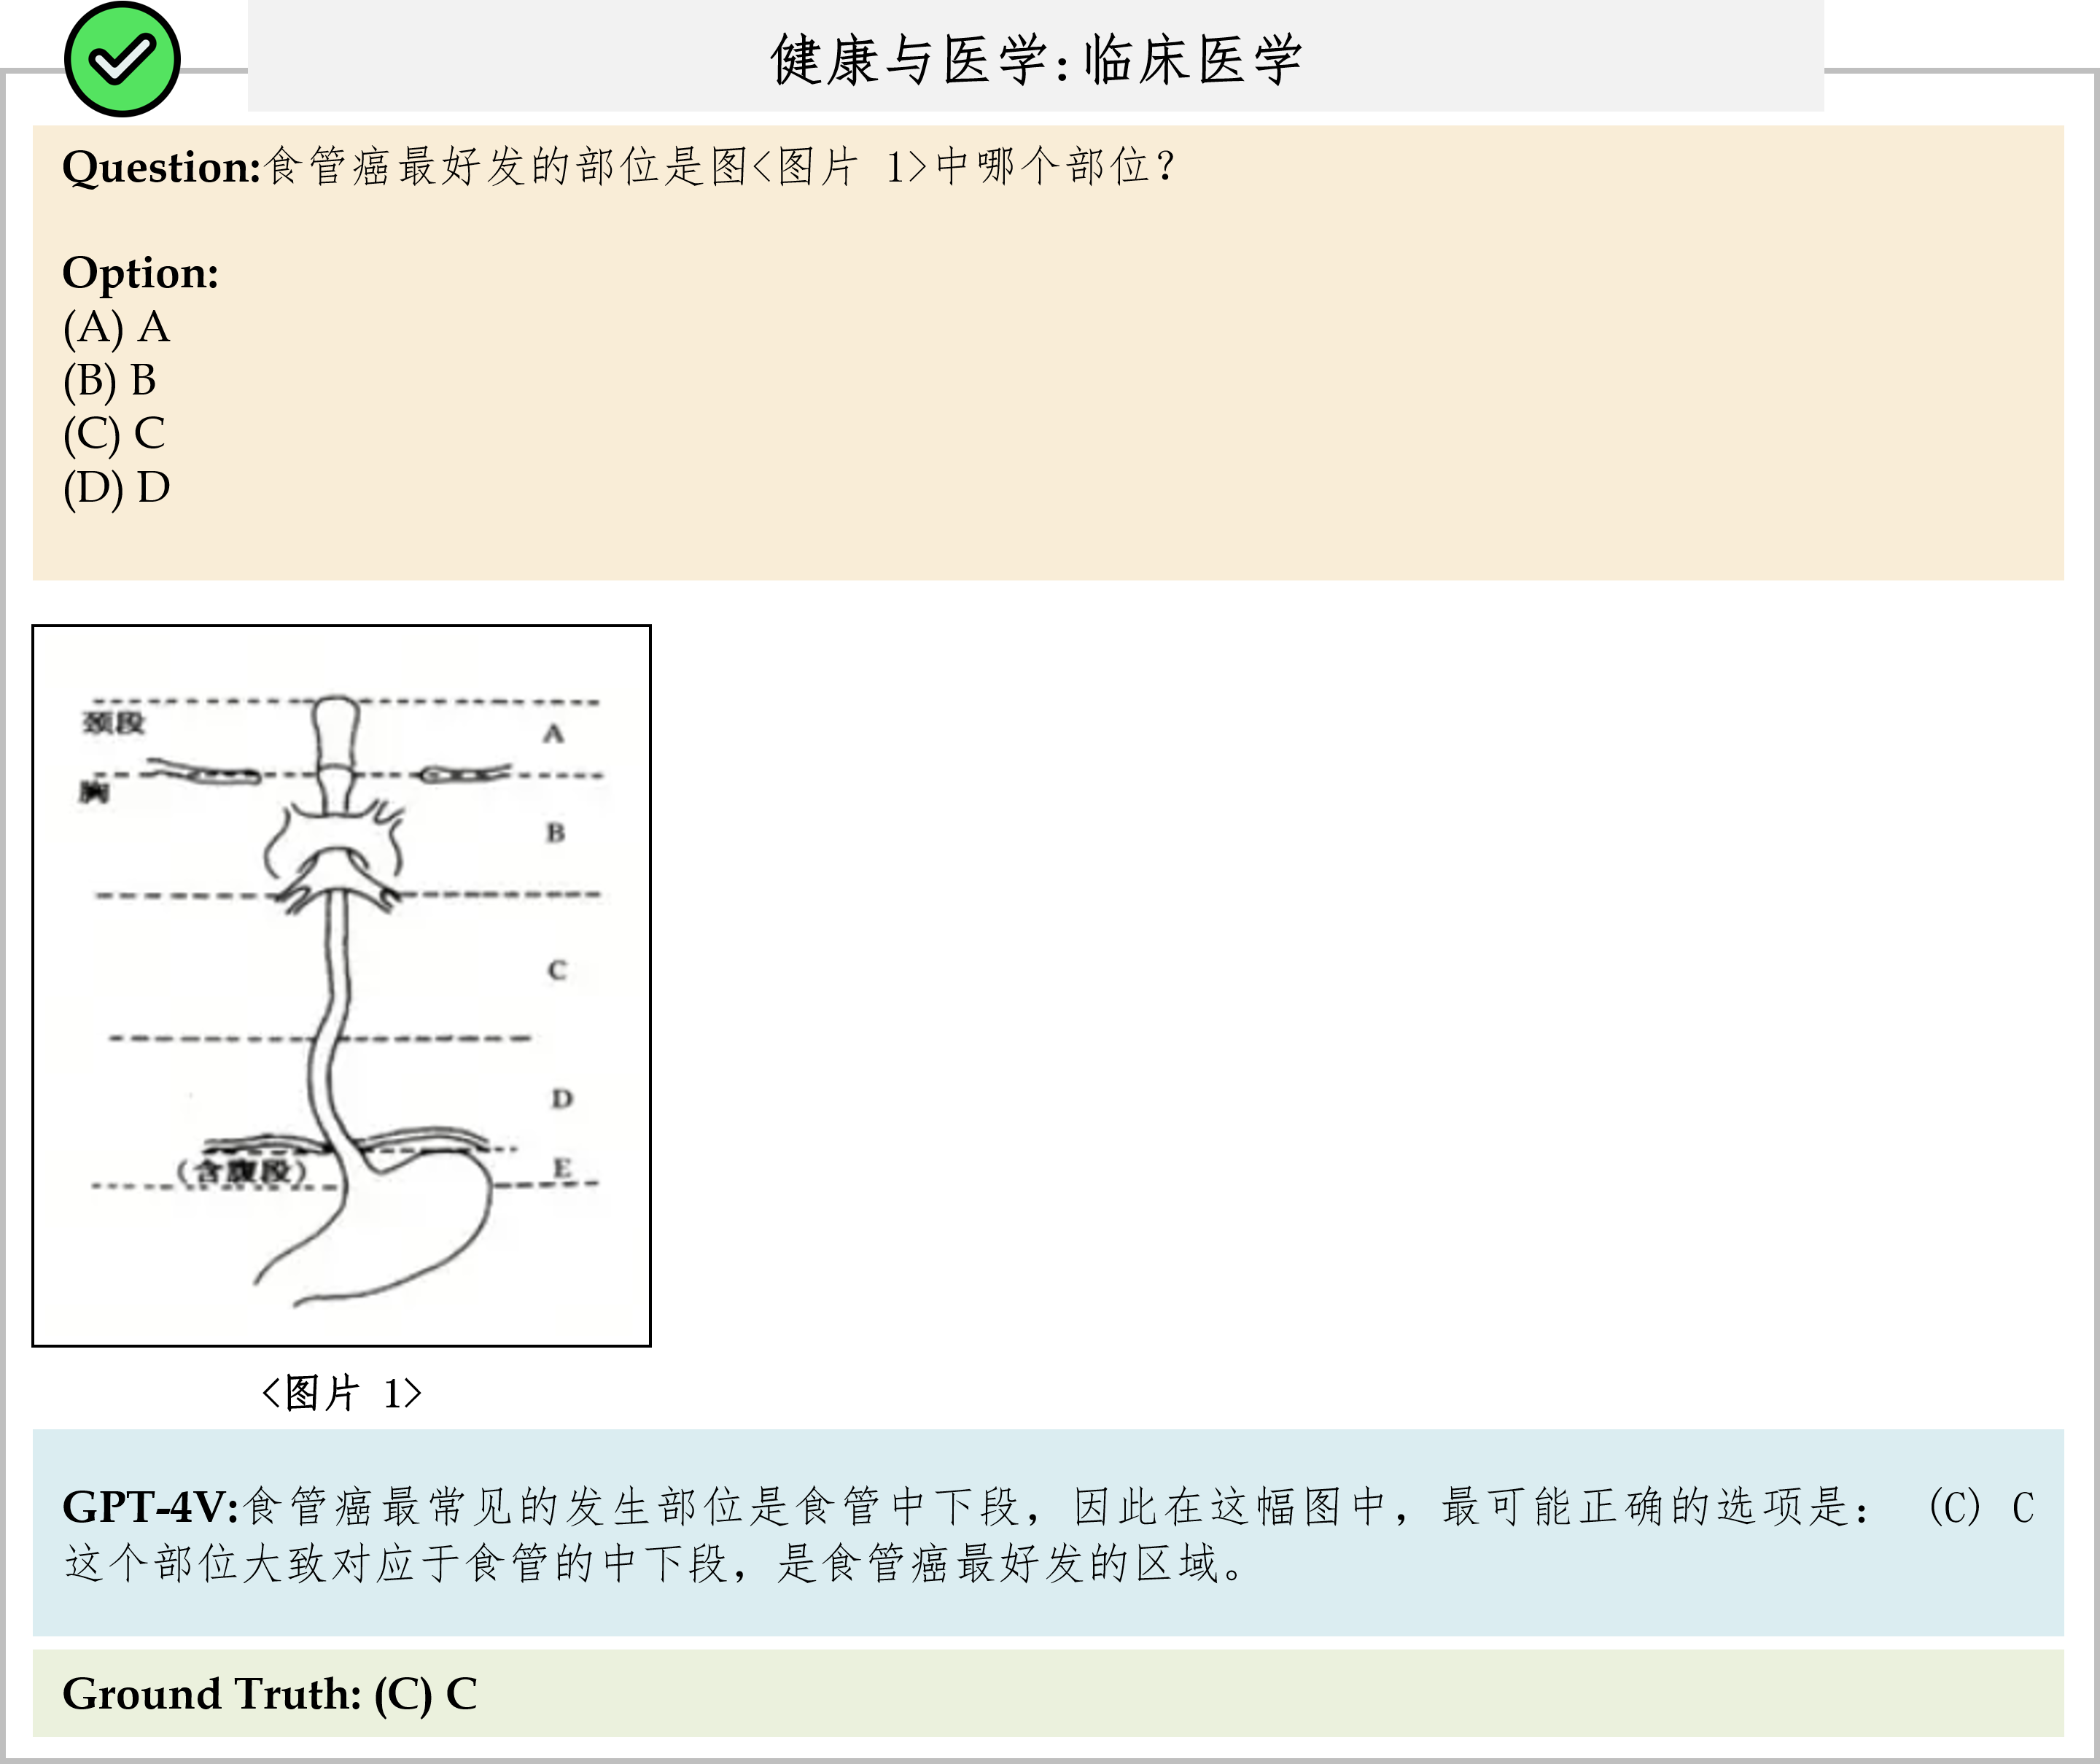 健康与医学:临床医学
Question:食管癌最好发的部位是图<图片 1>中哪个部位?
Option:
(A) A
(B) B
(C) C
(D) D
颈段
A
胸
B
C
D
(含腹段)
E
<图片 1>
GPT-4V:食管癌最常见的发生部位是食管中下段，因此在这幅图中，最可能正确的选项是： (C) C
这个部位大致对应于食管的中下段，是食管癌最好发的区域。
Ground Truth: (C) C